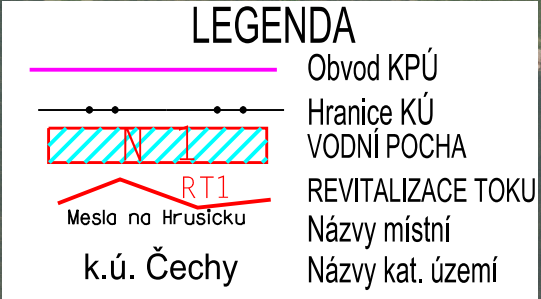 LEGENDA
Obvod KPÚ
Hranice KÚ
N 1 VODNÍ POCHA
RT1 REVITALIZACE TOKU
Mesla na Hrusicku Názvy místní
k.ú. Čechy Názvy kat. území